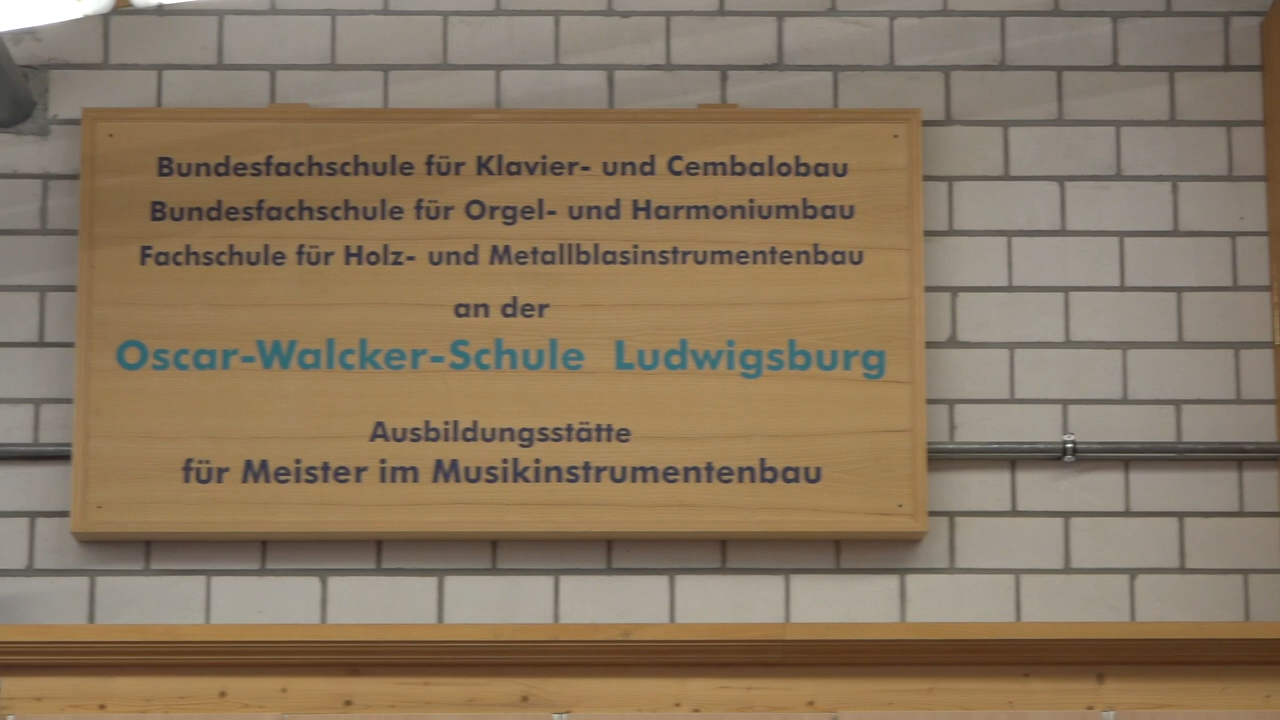 Bundesfachschule für Klavier- und Cembalobau
Bundesfachschule für Orgel- und Harmoniumbau
Fachschule für Holz- und Metallblasinstrumentenbau
an der
Oscar-Walcker-Schule Ludwigsburg
Ausbildungsstätte
für Meister im Musikinstrumentenbau